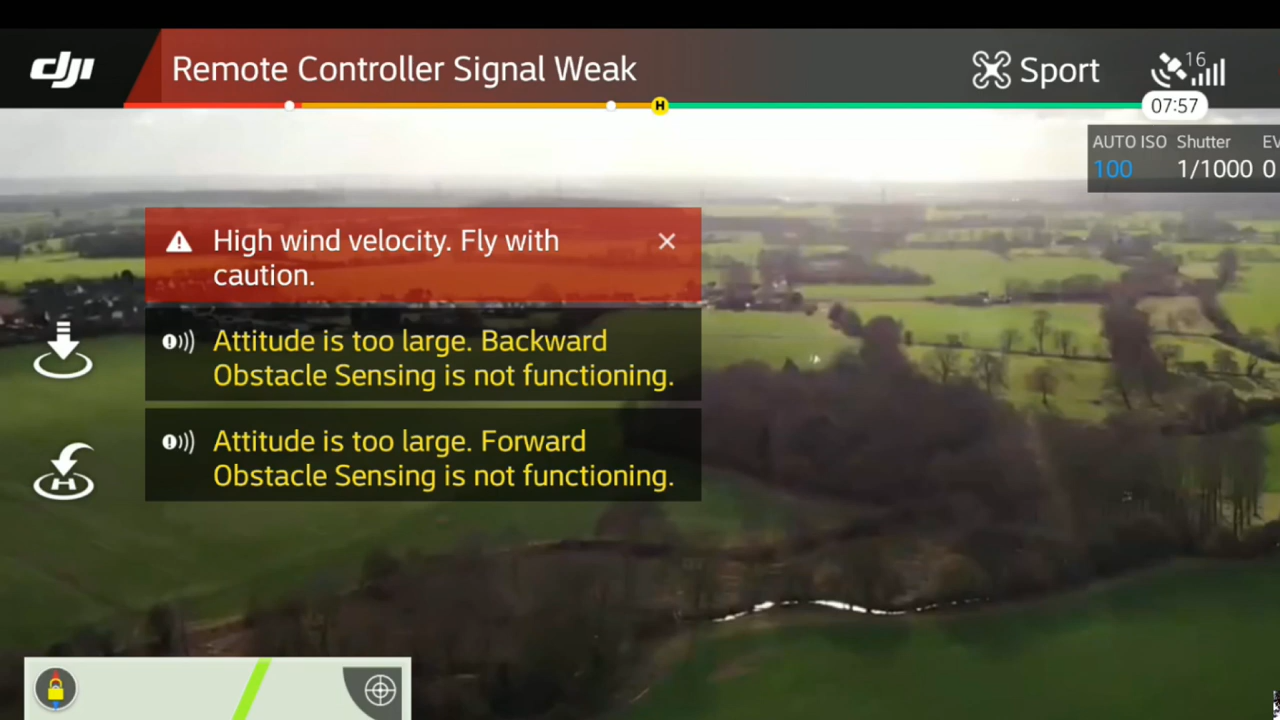 dji
Remote Controller Signal Weak
Sport
16
H
07:57
AUTO ISO Shutter EV
100 1/1000 0
High wind velocity. Fly with
caution.
Attitude is too large. Backward
Obstacle Sensing is not functioning.
Attitude is too large. Forward
Obstacle Sensing is not functioning.
H